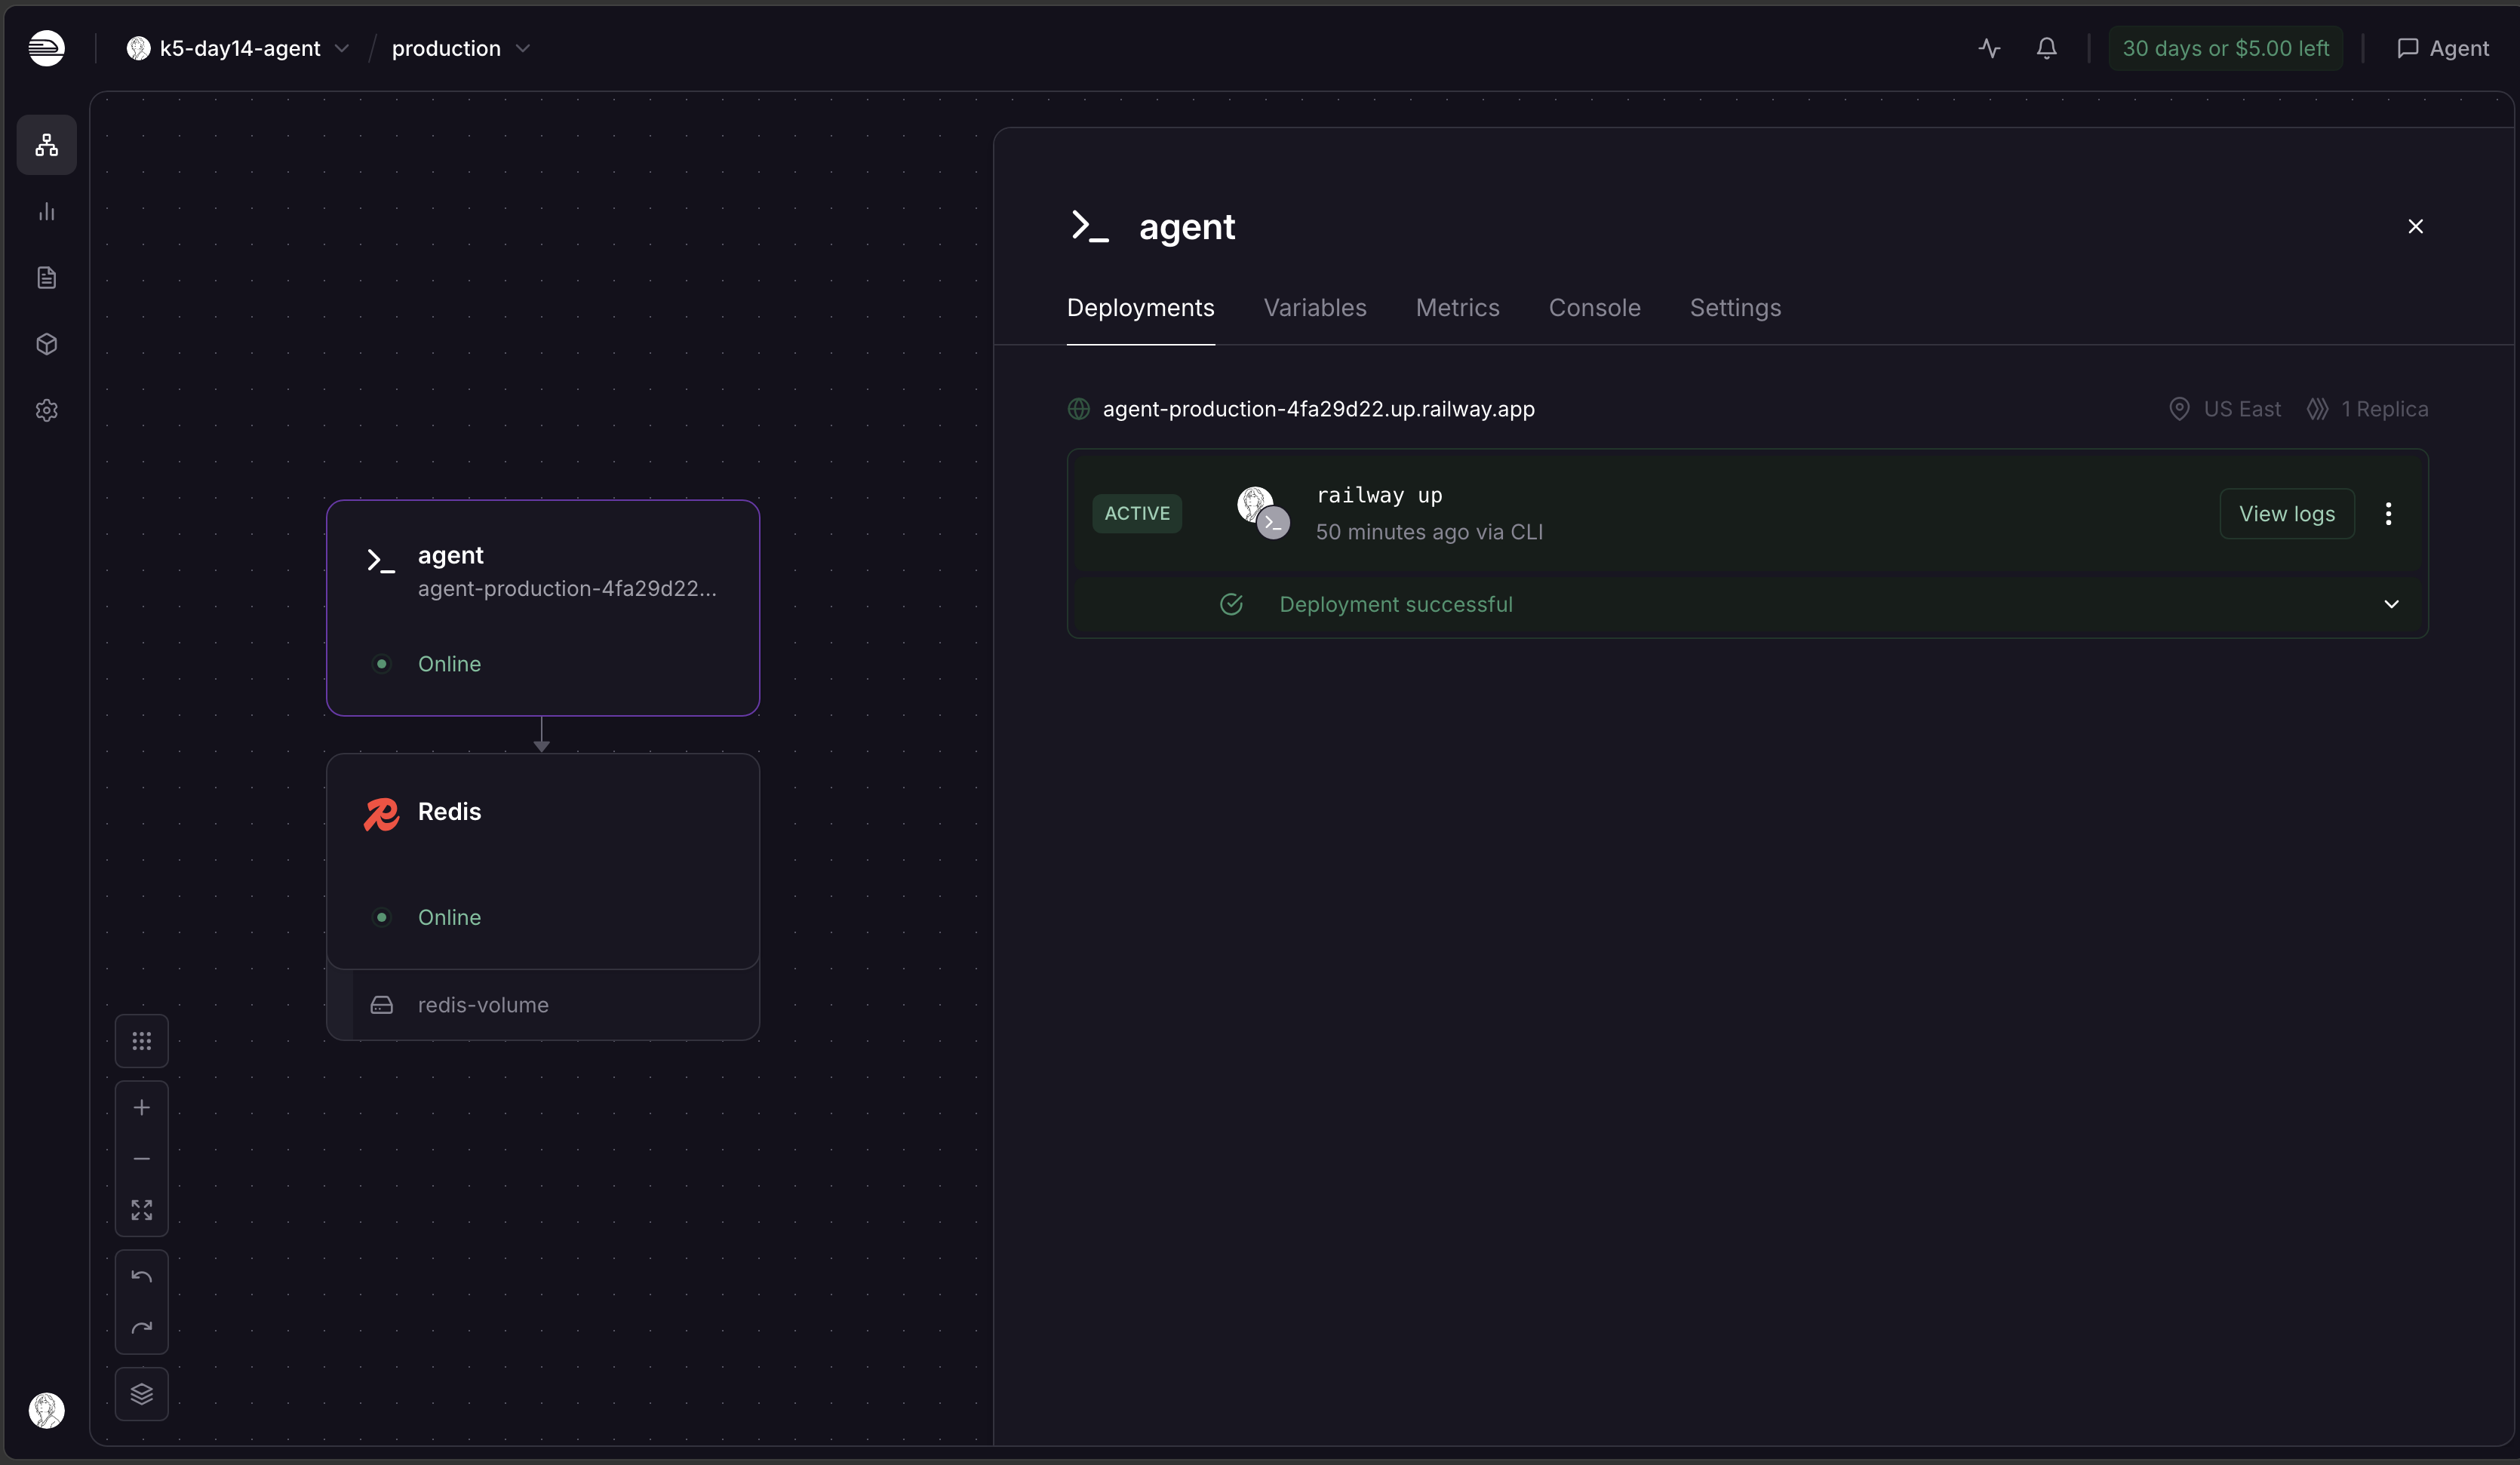 k5-day14-agent
production
30 days or $5.00 left
Agent
agent
agent-production-4fa29d22...
Online
Redis
Online
redis-volume
agent
Deployments
Variables
Metrics
Console
Settings
agent-production-4fa29d22.up.railway.app
US East
1 Replica
ACTIVE
railway up
50 minutes ago via CLI
View logs
Deployment successful